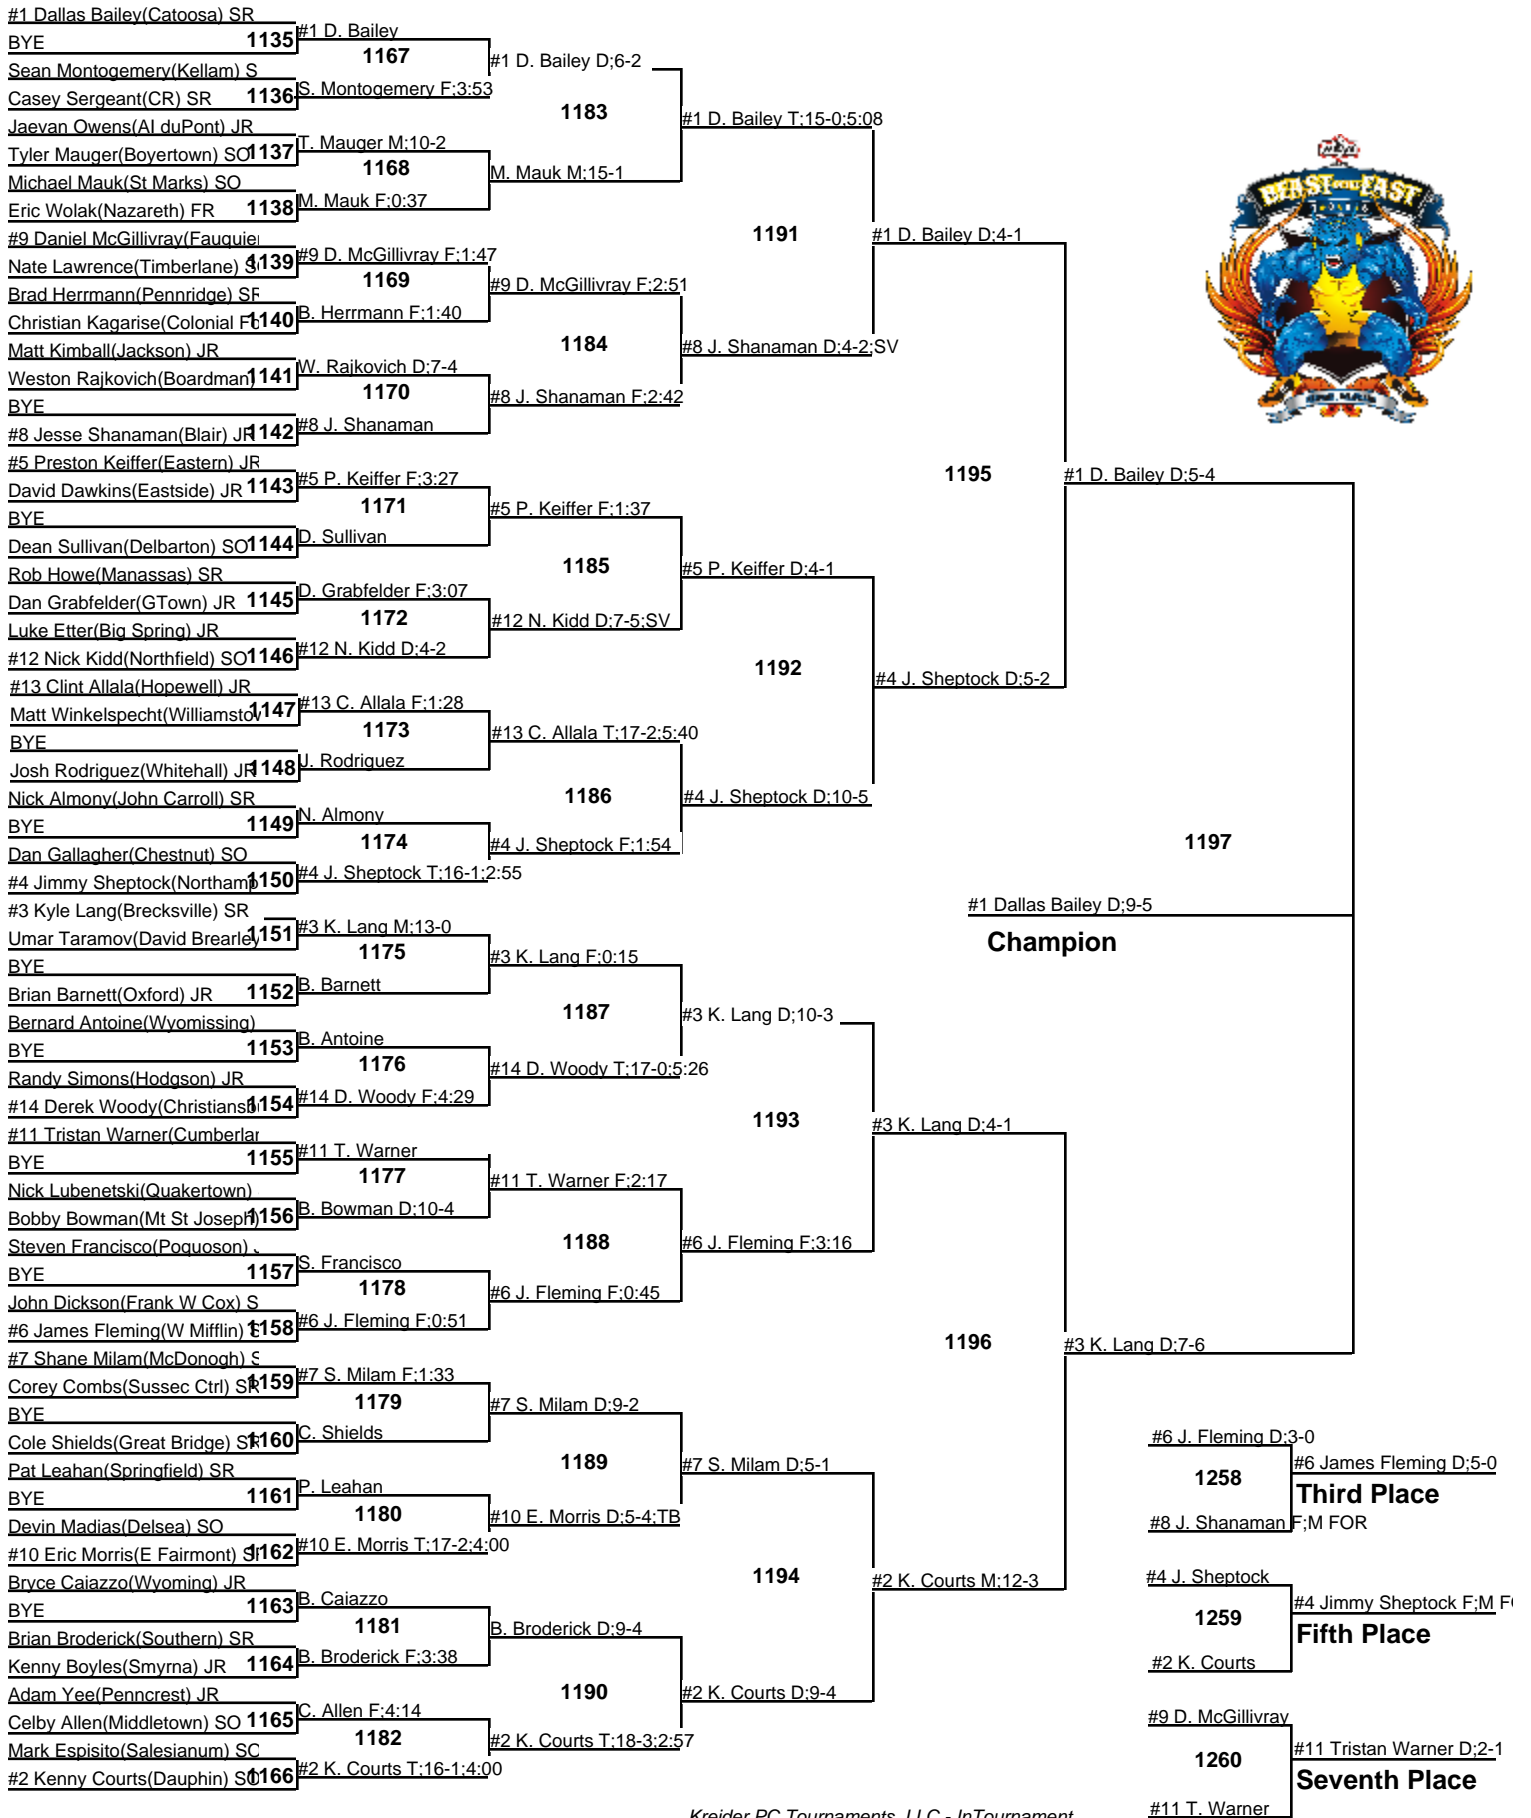 #1 Dallas Bailey(Catoosa) SR
BYE
1135
Sean Montogemery(Kellam) S
Casey Sergeant(CR) SR
1136
Jaevan Owens(AI duPont) JR
Tyler Mauger(Boyertown) SO
1137
Michael Mauk(St Marks) SO
Eric Wolak(Nazareth) FR
1138
#9 Daniel McGillivray(Fauquier
Nate Lawrence(Timberlane) S
1139
Brad Herrmann(Pennridge) SR
Christian Kagarise(Colonial Fo
1140
Matt Kimball(Jackson) JR
Weston Rajkovich(Boardman)
1141
BYE
#8 Jesse Shanaman(Blair) JR
1142
#5 Preston Keiffer(Eastern) JR
David Dawkins(Eastside) JR
1143
BYE
Dean Sullivan(Delbarton) SO
1144
Rob Howe(Manassas) SR
Dan Grabfelder(GTown) JR
1145
Luke Etter(Big Spring) JR
#12 Nick Kidd(Northfield) SO
1146
#13 Clint Allala(Hopewell) JR
Matt Winkelspecht(Williamstow
1147
BYE
Josh Rodriguez(Whitehall) JR
1148
Nick Almony(John Carroll) SR
BYE
1149
Dan Gallagher(Chestnut) SO
#4 Jimmy Sheptock(Northamp
1150
#3 Kyle Lang(Brecksville) SR
Umar Taramov(David Brearley
1151
BYE
Brian Barnett(Oxford) JR
1152
Bernard Antoine(Wyomissing)
BYE
1153
Randy Simons(Hodgson) JR
#14 Derek Woody(Christiansb
1154
#11 Tristan Warner(Cumberlan
BYE
1155
Nick Lubenetski(Quakertown)
Bobby Bowman(Mt St Joseph)
1156
Steven Francisco(Poquoson) J
BYE
1157
John Dickson(Frank W Cox) S
#6 James Fleming(W Mifflin) S
1158
#7 Shane Milam(McDonogh) S
Corey Combs(Sussec Ctrl) SR
1159
BYE
Cole Shields(Great Bridge) SR
1160
Pat Leahan(Springfield) SR
BYE
1161
Devin Madias(Delsea) SO
#10 Eric Morris(E Fairmont) SR
1162
Bryce Caiazzo(Wyoming) JR
BYE
1163
Brian Broderick(Southern) SR
Kenny Boyles(Smyrna) JR
1164
Adam Yee(Penncrest) JR
Celby Allen(Middletown) SO
1165
Mark Espisito(Salesianum) SO
#2 Kenny Courts(Dauphin) SO
1166
#1 D. Bailey
1167
S. Montogemery F;3:53
T. Mauger M;10-2
1168
M. Mauk F;0:37
#9 D. McGillivray F;1:47
1169
B. Herrmann F;1:40
W. Rajkovich D;7-4
1170
#8 J. Shanaman
#5 P. Keiffer F;3:27
1171
D. Sullivan
D. Grabfelder F;3:07
1172
#12 N. Kidd D;4-2
#13 C. Allala F;1:28
1173
J. Rodriguez
N. Almony
1174
#4 J. Sheptock T;16-1;2:55
#3 K. Lang M;13-0
1175
B. Barnett
B. Antoine
1176
#14 D. Woody F;4:29
#11 T. Warner
1177
B. Bowman D;10-4
S. Francisco
1178
#6 J. Fleming F;0:51
#7 S. Milam F;1:33
1179
C. Shields
P. Leahan
1180
#10 E. Morris T;17-2;4:00
B. Caiazzo
1181
B. Broderick F;3:38
C. Allen F;4:14
1182
#2 K. Courts T;16-1;4:00
#1 D. Bailey D;6-2
1183
M. Mauk M;15-1
#9 D. McGillivray F;2:51
1184
#8 J. Shanaman F;2:42
#5 P. Keiffer F;1:37
1185
#12 N. Kidd D;7-5;SV
#13 C. Allala T;17-2;5:40
1186
#4 J. Sheptock F;1:54
#3 K. Lang F;0:15
1187
#14 D. Woody T;17-0;5:26
#11 T. Warner F;2:17
1188
#6 J. Fleming F;0:45
#7 S. Milam D;9-2
1189
#10 E. Morris D;5-4;TB
B. Broderick D;9-4
1190
#2 K. Courts T;18-3;2:57
#1 D. Bailey T;15-0;5:08
1191
#8 J. Shanaman D;4-2;SV
#5 P. Keiffer D;4-1
1192
#4 J. Sheptock D;10-5
#3 K. Lang D;10-3
1193
#6 J. Fleming F;3:16
#7 S. Milam D;5-1
1194
#2 K. Courts D;9-4
#1 D. Bailey D;4-1
1195
#4 J. Sheptock D;5-2
#3 K. Lang D;4-1
1196
#2 K. Courts M;12-3
#1 D. Bailey D;5-4
1197
#3 K. Lang D;7-6
#1 Dallas Bailey D;9-5
Champion
BEAST OF THE EAST
#6 J. Fleming D;3-0
1258
#8 J. Shanaman F;M FOR
#6 James Fleming D;5-0
Third Place
#4 J. Sheptock
1259
#2 K. Courts
#4 Jimmy Sheptock F;M FO
Fifth Place
#9 D. McGillivray
1260
#11 T. Warner
#11 Tristan Warner D;2-1
Seventh Place
Kreider PC Tournaments, LLC - InTournament